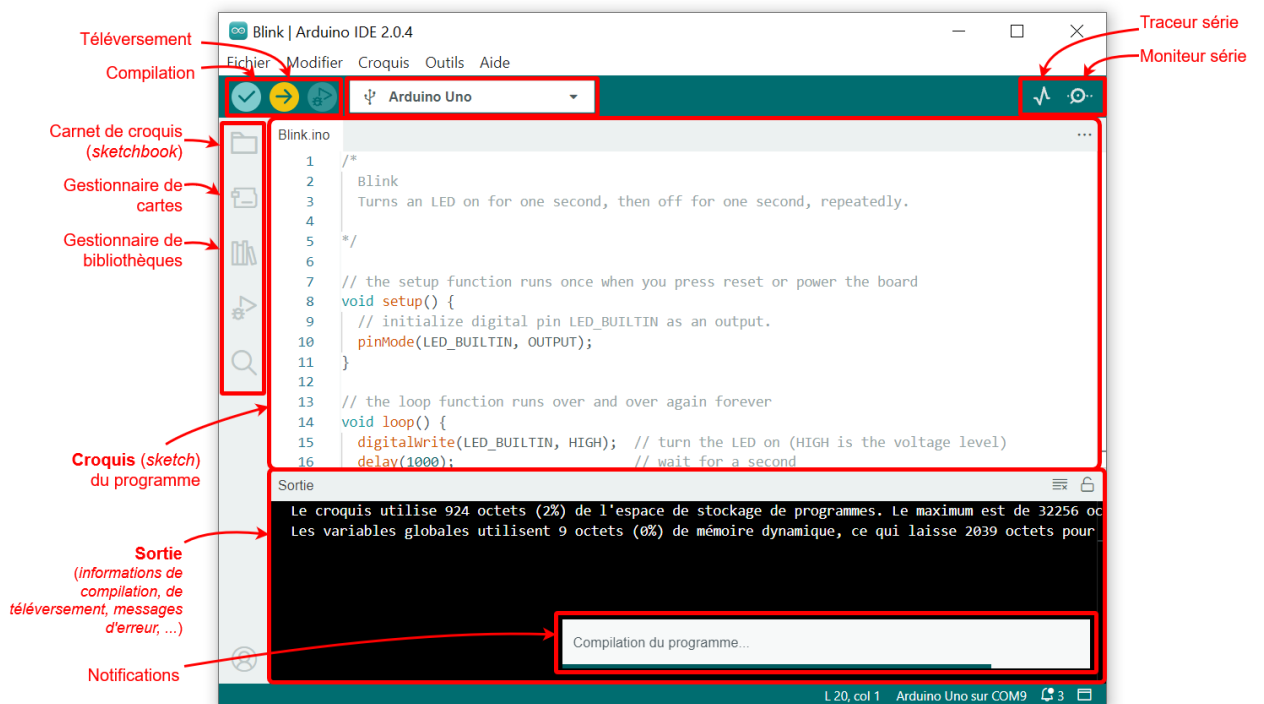 Blink | Arduino IDE 2.0.4
Fichier Modifier Croquis Outils Aide
Téléversement
Compilation
Traceur série
Moniteur série
Arduino Uno
Carnet de croquis
(sketchbook)
Gestionnaire de
cartes
Gestionnaire de
bibliothèques
Croquis (sketch)
du programme
Sortie
(informations de
compilation, de
téléversement, messages
d'erreur, ...)
Notifications
Blink.ino
1 /*
2 Blink
3 Turns an LED on for one second, then off for one second, repeatedly.
4
5 */
6
7 // the setup function runs once when you press reset or power the board
8 void setup() {
9 // initialize digital pin LED_BUILTIN as an output.
10 pinMode(LED_BUILTIN, OUTPUT);
11 }
12
13 // the loop function runs over and over again forever
14 void loop() {
15 digitalWrite(LED_BUILTIN, HIGH); // turn the LED on (HIGH is the voltage level)
16 delay(1000); // wait for a second
Sortie
Le croquis utilise 924 octets (2%) de l'espace de stockage de programmes. Le maximum est de 32256 oc
Les variables globales utilisent 9 octets (0%) de mémoire dynamique, ce qui laisse 2039 octets pour
Compilation du programme...
L 20, col 1 Arduino Uno sur COM9 3